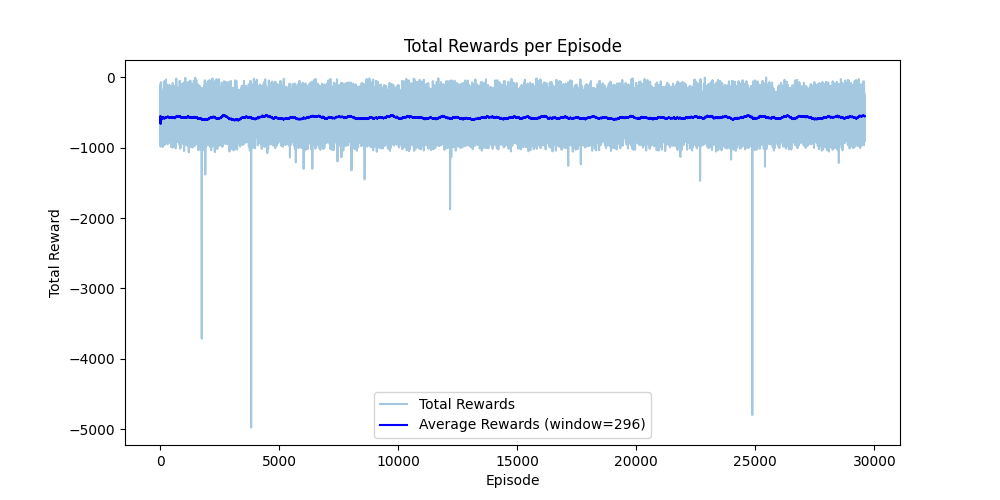 Total Rewards per Episode
Total Reward
0
−1000
−2000
−3000
−4000
−5000
Total Rewards
Average Rewards (window=296)
0
5000
10000
15000
20000
25000
30000
Episode